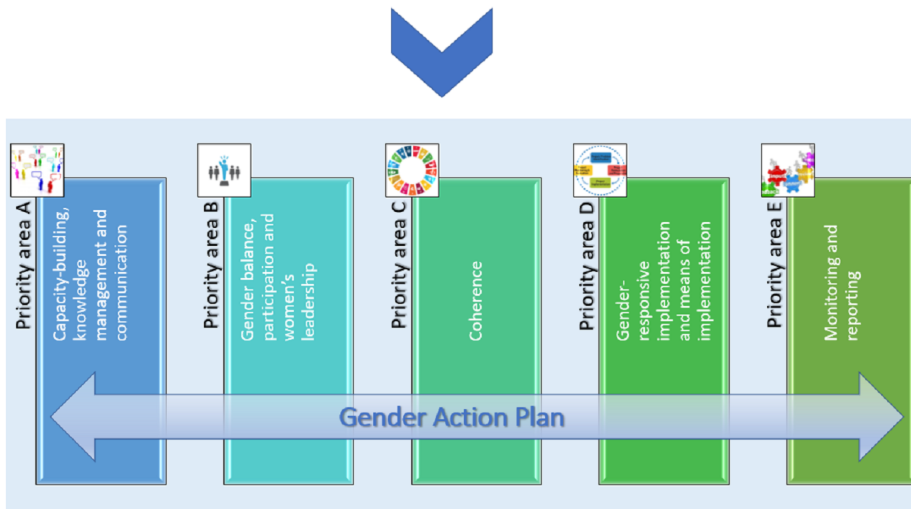 Priority area A
Capacity-building,
knowledge
management and
communication
Priority area B
Gender balance,
participation and
women's
leadership
Priority area C
Coherence
Priority area D
Gender-
responsive
implementation
and means of
implementation
Priority area E
Monitoring and
reporting
Gender Action Plan